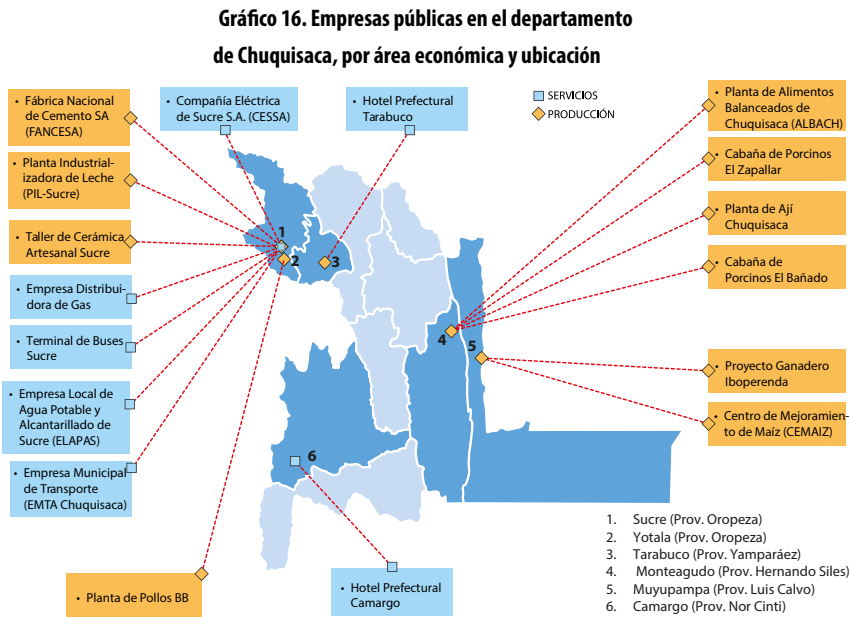 Gráfico 16. Empresas públicas en el departamento
de Chuquisaca, por área económica y ubicación
• Fábrica Nacional
de Cemento SA
(FANCESA)
• Compañía Eléctrica
de Sucre S.A. (CESSA)
• Hotel Prefectural
Tarabuco
SERVICIOS
PRODUCCIÓN
• Planta de Alimentos
Balanceados de
Chuquisaca (ALBACH)
• Planta Industrial-
izadora de Leche
(PIL-Sucre)
• Cabaña de Porcinos
El Zapallar
• Taller de Cerámica
Artesanal Sucre
• Planta de Ají
Chuquisaca
• Empresa Distribui-
dora de Gas
• Cabaña de
Porcinos El Bañado
• Terminal de Buses
Sucre
• Proyecto Ganadero
Iboperenda
• Empresa Local de
Agua Potable y
Alcantarillado de
Sucre (ELAPAS)
• Centro de Mejoramien-
to de Maíz (CEMAIZ)
• Empresa Municipal
de Transporte
(EMTA Chuquisaca)
• Planta de Pollos BB
• Hotel Prefectural
Camargo
1
2
3
4
5
6
1. Sucre (Prov. Oropeza)
2. Yotala (Prov. Oropeza)
3. Tarabuco (Prov. Yamparáez)
4. Monteagudo (Prov. Hernando Siles)
5. Muyupampa (Prov. Luis Calvo)
6. Camargo (Prov. Nor Cinti)